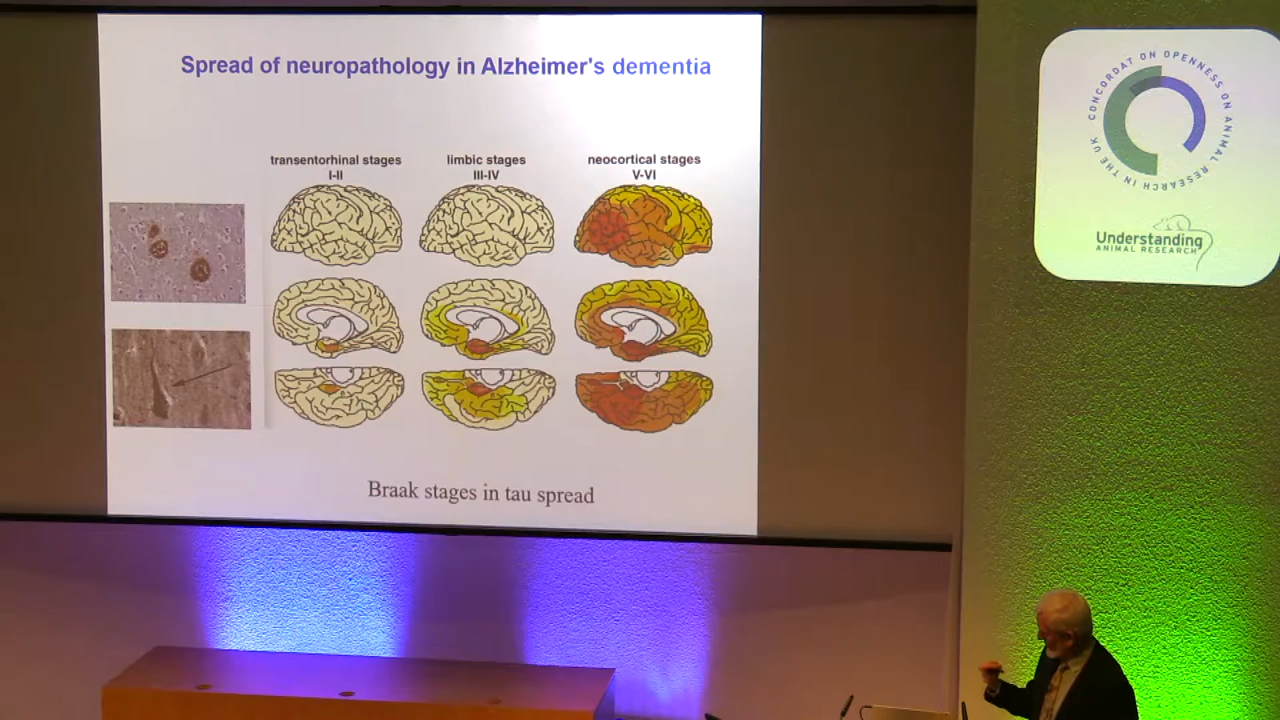 Spread of neuropathology in Alzheimer's dementia
transentorhinal stages
I-II
limbic stages
III-IV
neocortical stages
V-VI
Braak stages in tau spread
CONCORDAT ON OPENNESS ON ANIMAL RESEARCH IN THE UK
Understanding
ANIMAL RESEARCH